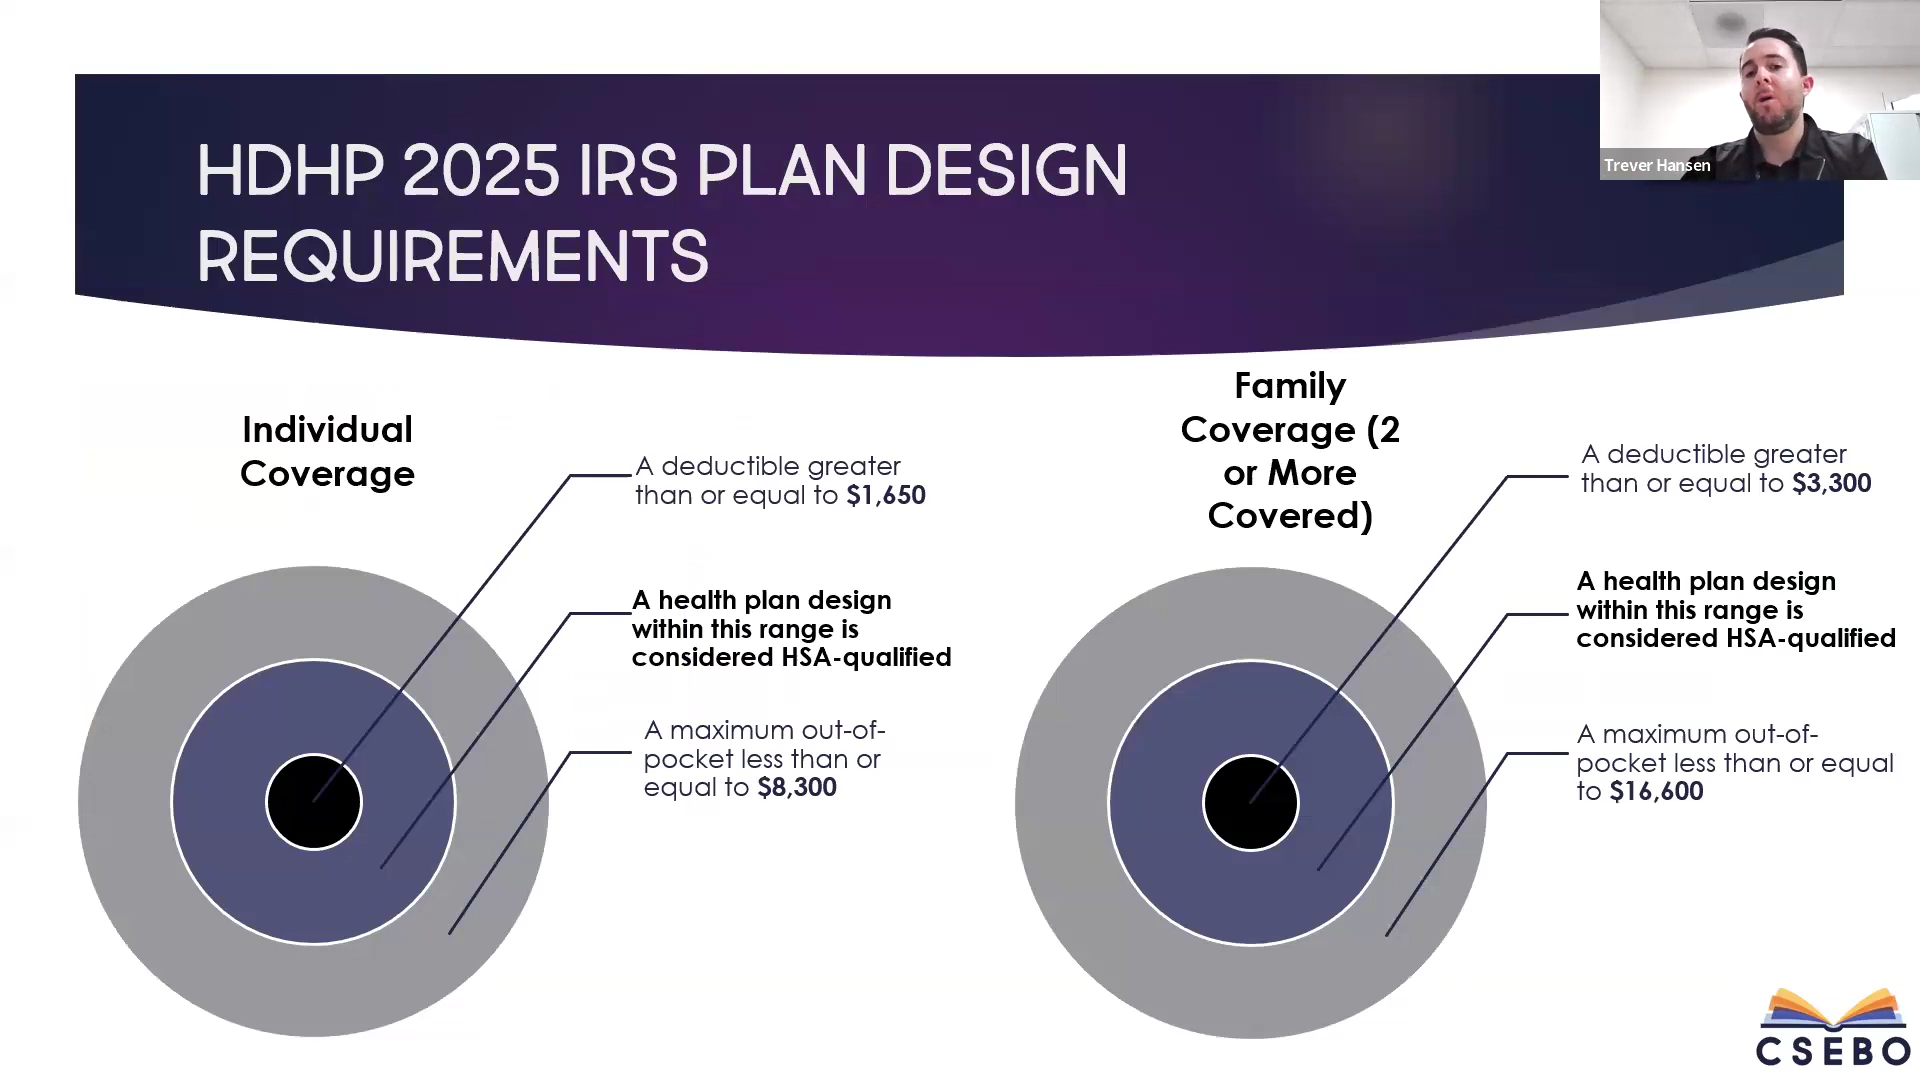 HDHP 2025 IRS PLAN DESIGN
REQUIREMENTS
Trever Hansen
Individual
Coverage
A deductible greater
than or equal to $1,650
A health plan design
within this range is
considered HSA-qualified
A maximum out-of-
pocket less than or
equal to $8,300
Family
Coverage (2
or More
Covered)
A deductible greater
than or equal to $3,300
A health plan design
within this range is
considered HSA-qualified
A maximum out-of-
pocket less than or equal
to $16,600
CSEBO